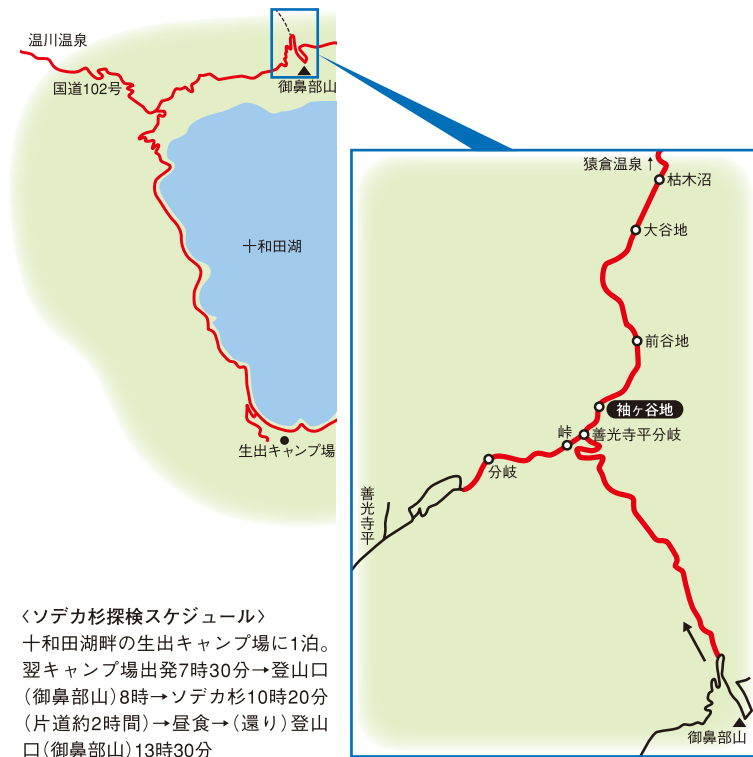 温川温泉
国道102号
御鼻部山
十和田湖
生出キャンプ場
猿倉温泉↑
枯木沼
大谷地
前谷地
袖ヶ谷地
善光寺平分岐
峠
分岐
善光寺平
御鼻部山
〈ソデカ杉探検スケジュール〉
十和田湖畔の生出キャンプ場に1泊。
翌キャンプ場出発7時30分→登山口
(御鼻部山)8時→ソデカ杉10時20分
(片道約2時間)→昼食→(還り)登山
口(御鼻部山)13時30分